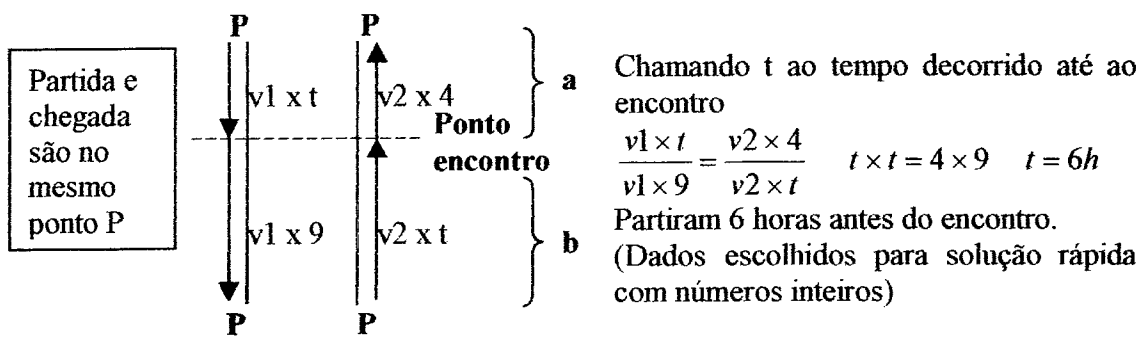 Partida e
chegada
são no
mesmo
ponto P
P
P
v1 x t
v2 x 4
a
Ponto
encontro
v1 x 9
v2 x t
b
P
P
Chamando t ao tempo decorrido até ao
encontro
v1 × t / v1 × 9 = v2 × 4 / v2 × t   t × t = 4 × 9   t = 6h
Partiram 6 horas antes do encontro.
(Dados escolhidos para solução rápida
com números inteiros)